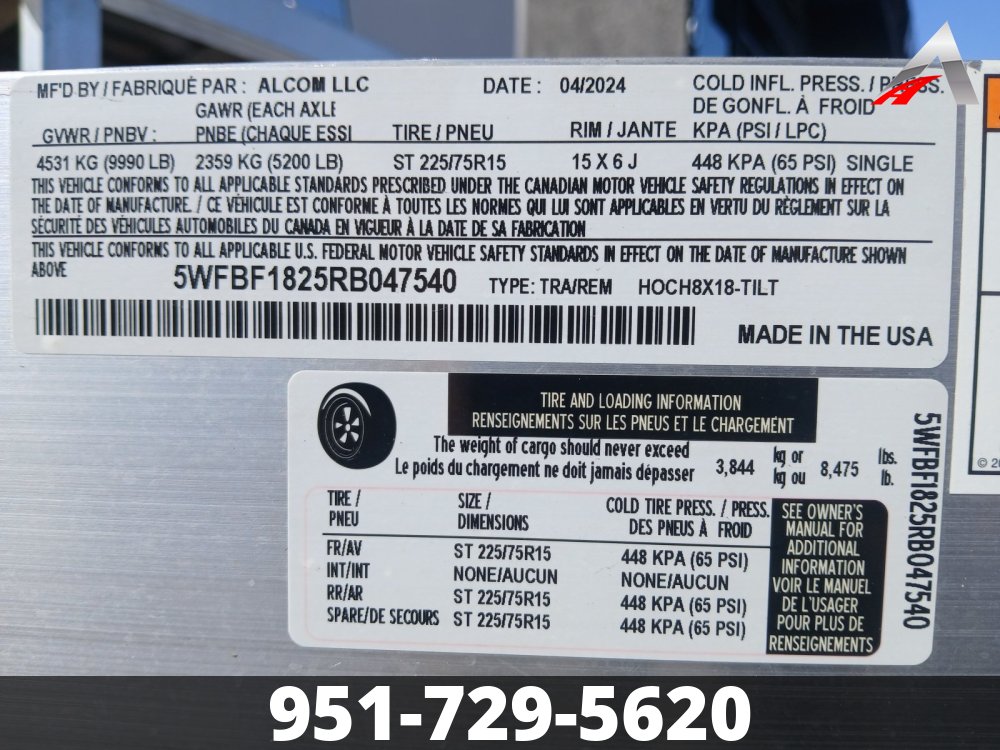 MF'D BY / FABRIQUÉ PAR : ALCOM LLC DATE : 04/2024 COLD INFL. PRESS. / PRESS.
GAWR (EACH AXLE DE GONFL. À FROID
GVWR / PNBV : PNBE (CHAQUE ESSI TIRE / PNEU RIM / JANTE KPA (PSI / LPC)
4531 KG (9990 LB) 2359 KG (5200 LB) ST 225/75R15 15 X 6 J 448 KPA (65 PSI) SINGLE
THIS VEHICLE CONFORMS TO ALL APPLICABLE STANDARDS PRESCRIBED UNDER THE CANADIAN MOTOR VEHICLE SAFETY REGULATIONS IN EFFECT ON
THE DATE OF MANUFACTURE. / CE VÉHICULE EST CONFORME À TOUTES LES NORMES QUI LUI SONT APPLICABLES EN VERTU DU RÈGLEMENT SUR LA
SÉCURITÉ DES VÉHICULES AUTOMOBILES DU CANADA EN VIGUEUR À LA DATE DE SA FABRICATION
THIS VEHICLE CONFORMS TO ALL APPLICABLE U.S. FEDERAL MOTOR VEHICLE SAFETY STANDARDS IN EFFECT ON THE DATE OF MANUFACTURE SHOWN
ABOVE 5WFBF1825RB047540 TYPE: TRA/REM HOCH8X18-TILT
MADE IN THE USA
TIRE AND LOADING INFORMATION
RENSEIGNEMENTS SUR LES PNEUS ET LE CHARGEMENT
The weight of cargo should never exceed kg or lbs.
Le poids du chargement ne doit jamais dépasser 3,844 kg ou 8,475 lb.
TIRE / SIZE / COLD TIRE PRESS. / PRESS.
PNEU DIMENSIONS DES PNEUS À FROID
FR/AV ST 225/75R15 448 KPA (65 PSI)
INT/INT NONE/AUCUN NONE/AUCUN
RR/AR ST 225/75R15 448 KPA (65 PSI)
SPARE/DE SECOURS ST 225/75R15 448 KPA (65 PSI)
SEE OWNER'S
MANUAL FOR
ADDITIONAL
INFORMATION
VOIR LE MANUEL
DE L'USAGER
POUR PLUS DE
RENSEIGNEMENTS
5WFBF1825RB047540
951-729-5620